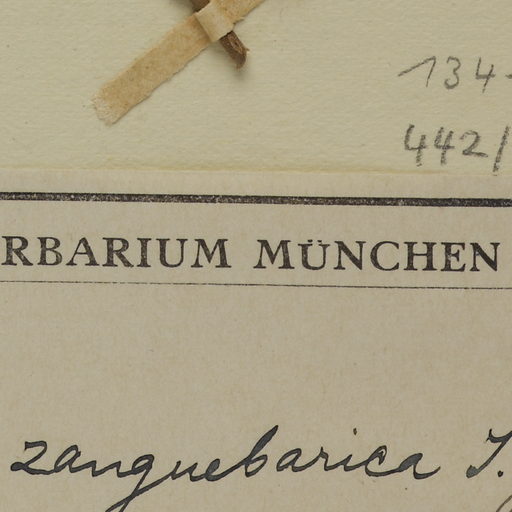 134
442/
RBARIUM MÜNCHEN
zanguebarica